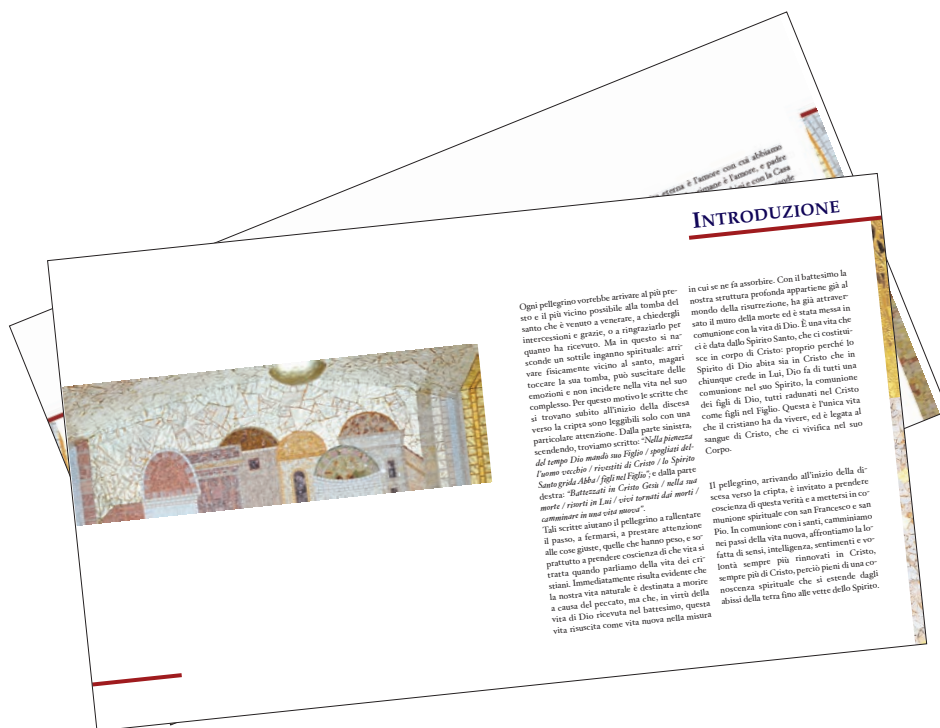 eterna è l'amore con cui abbiamo
rimane è l'amore, e padre
e con la Casa
INTRODUZIONE
Ogni pellegrino vorrebbe arrivare al più pre-
sto e il più vicino possibile alla tomba del
santo che è venuto a venerare, a chiedergli
intercessioni e grazie, o a ringraziarlo per
quanto ha ricevuto. Ma in questo si na-
sconde un sottile inganno spirituale: arri-
vare fisicamente vicino al santo, magari
toccare la sua tomba, può suscitare delle
emozioni e non incidere nella vita nel suo
complesso. Per questo motivo le scritte che
si trovano subito all'inizio della discesa
verso la cripta sono leggibili solo con una
particolare attenzione. Dalla parte sinistra,
scendendo, troviamo scritto: "Nella pienezza
del tempo Dio mandò suo Figlio / spogliati del-
l'uomo vecchio / rivestiti di Cristo / lo Spirito
Santo grida Abba / figli nel Figlio"; e dalla parte
destra: "Battezzati in Cristo Gesù / nella sua
morte / risorti in Lui / vivi tornati dai morti /
camminare in una vita nuova".
Tali scritte aiutano il pellegrino a rallentare
il passo, a fermarsi, a prestare attenzione
alle cose giuste, quelle che hanno peso, e so-
prattutto a prendere coscienza di che vita si
tratta quando parliamo della vita dei cri-
stiani. Immediatamente risulta evidente che
la nostra vita naturale è destinata a morire
a causa del peccato, ma che, in virtù della
vita di Dio ricevuta nel battesimo, questa
vita risuscita come vita nuova nella misura
in cui se ne fa assorbire. Con il battesimo la
nostra struttura profonda appartiene già al
mondo della risurrezione, ha già attraver-
sato il muro della morte ed è stata messa in
comunione con la vita di Dio. È una vita che
ci è data dallo Spirito Santo, che ci costitui-
sce in corpo di Cristo: proprio perché lo
Spirito di Dio abita sia in Cristo che in
chiunque crede in Lui, Dio fa di tutti una
comunione nel suo Spirito, la comunione
dei figli di Dio, tutti radunati nel Cristo
come figli nel Figlio. Questa è l'unica vita
che il cristiano ha da vivere, ed è legata al
sangue di Cristo, che ci vivifica nel suo
Corpo.
Il pellegrino, arrivando all'inizio della di-
scesa verso la cripta, è invitato a prendere
coscienza di questa verità e a mettersi in co-
munione spirituale con san Francesco e san
Pio. In comunione con i santi, camminiamo
nei passi della vita nuova, affrontiamo la lo-
fatta di sensi, intelligenza, sentimenti e vo-
lontà sempre più rinnovati in Cristo,
sempre più di Cristo, perciò pieni di una co-
noscenza spirituale che si estende dagli
abissi della terra fino alle vette dello Spirito.